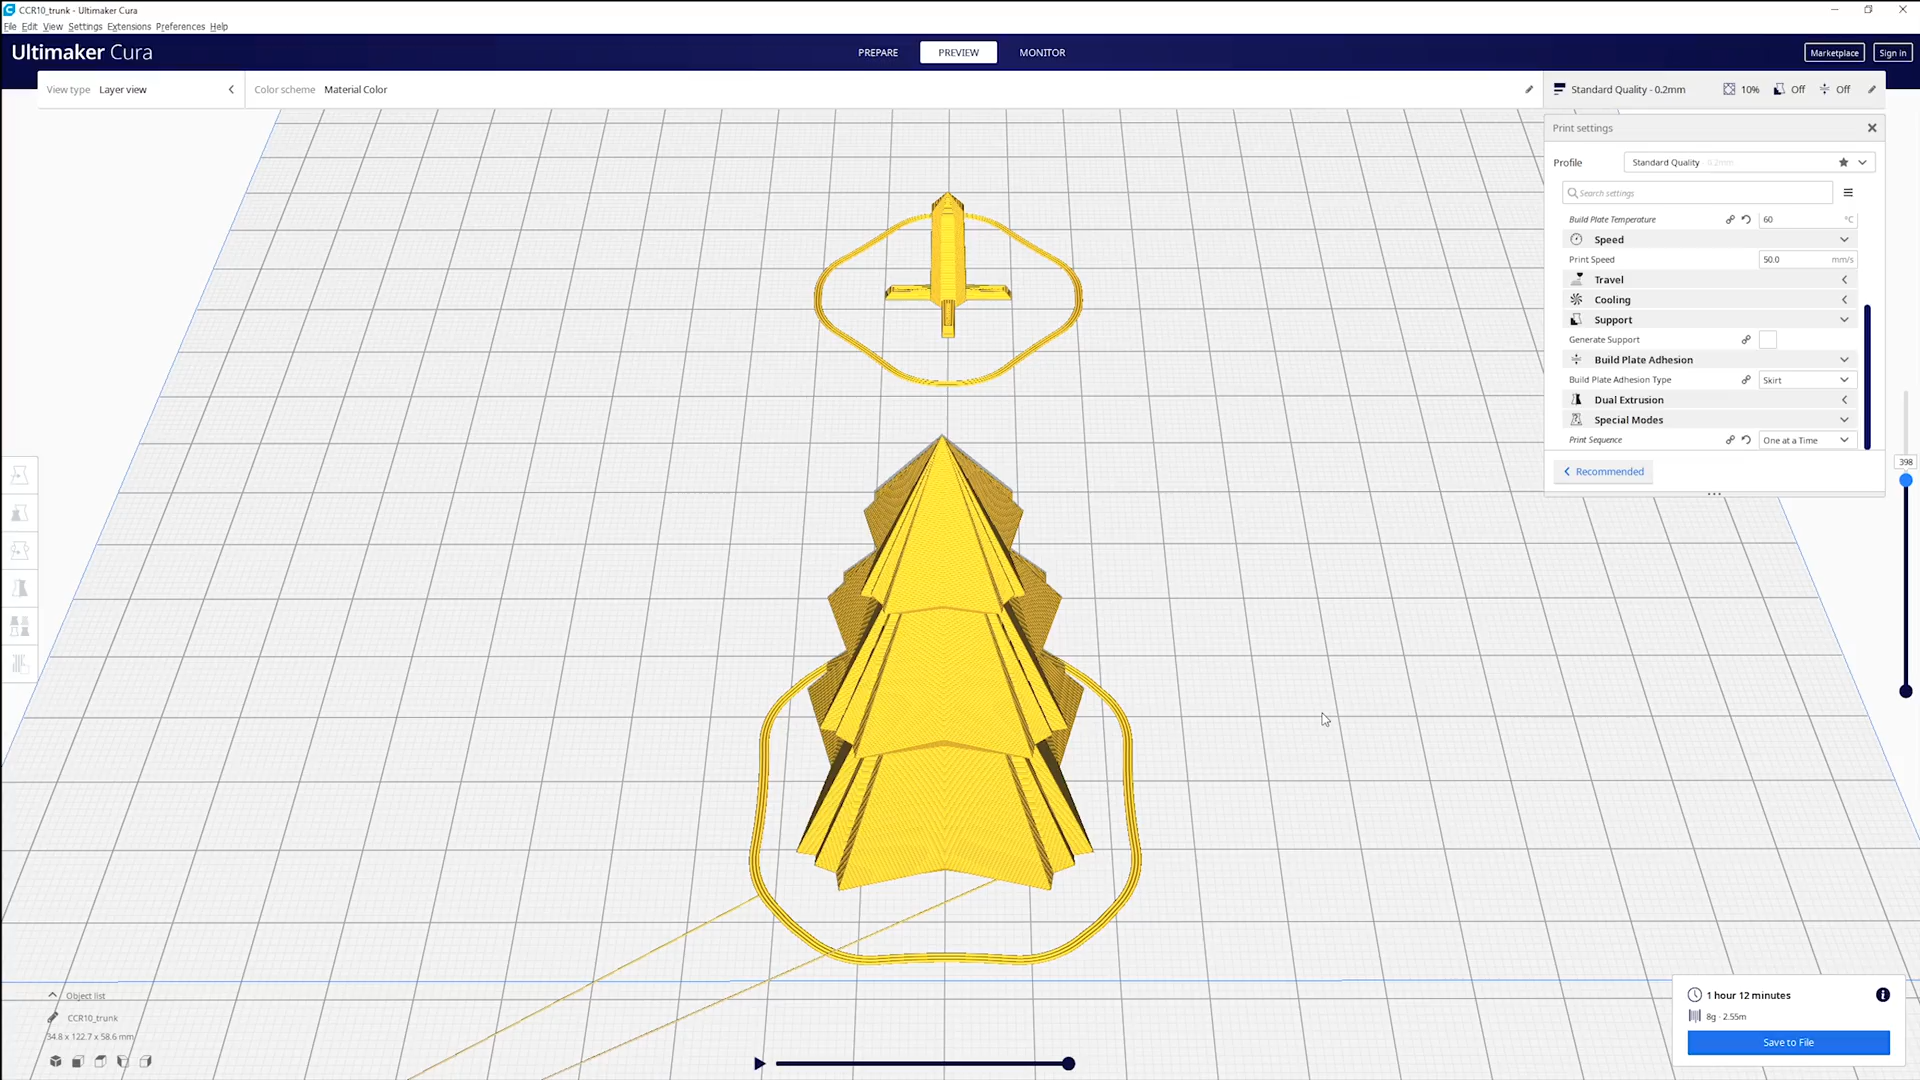 CCR10_trunk - Ultimaker Cura
File Edit View Settings Extensions Preferences Help
Ultimaker Cura
PREPARE
PREVIEW
MONITOR
Marketplace
Sign in
View type Layer view
Color scheme Material Color
Standard Quality - 0.2mm
10%
Off
Off
Print settings
Profile
Standard Quality 0.2mm
Search settings
Build Plate Temperature 60 °C
Speed
Print Speed 50.0 mm/s
Travel
Cooling
Support
Generate Support
Build Plate Adhesion
Build Plate Adhesion Type Skirt
Dual Extrusion
Special Modes
Print Sequence One at a Time
Recommended
398
Object list
CCR10_trunk
34.8 x 122.7 x 58.6 mm
1 hour 12 minutes
8g · 2.55m
Save to File